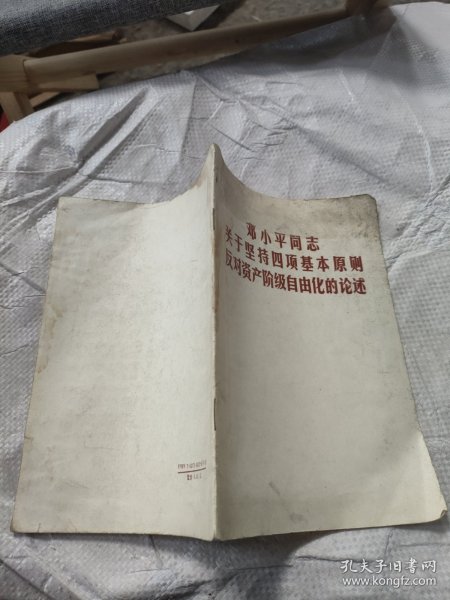 邓小平同志
关于坚持四项基本原则
反对资产阶级自由化的论述
孔夫子旧书网
www.kongfz.com